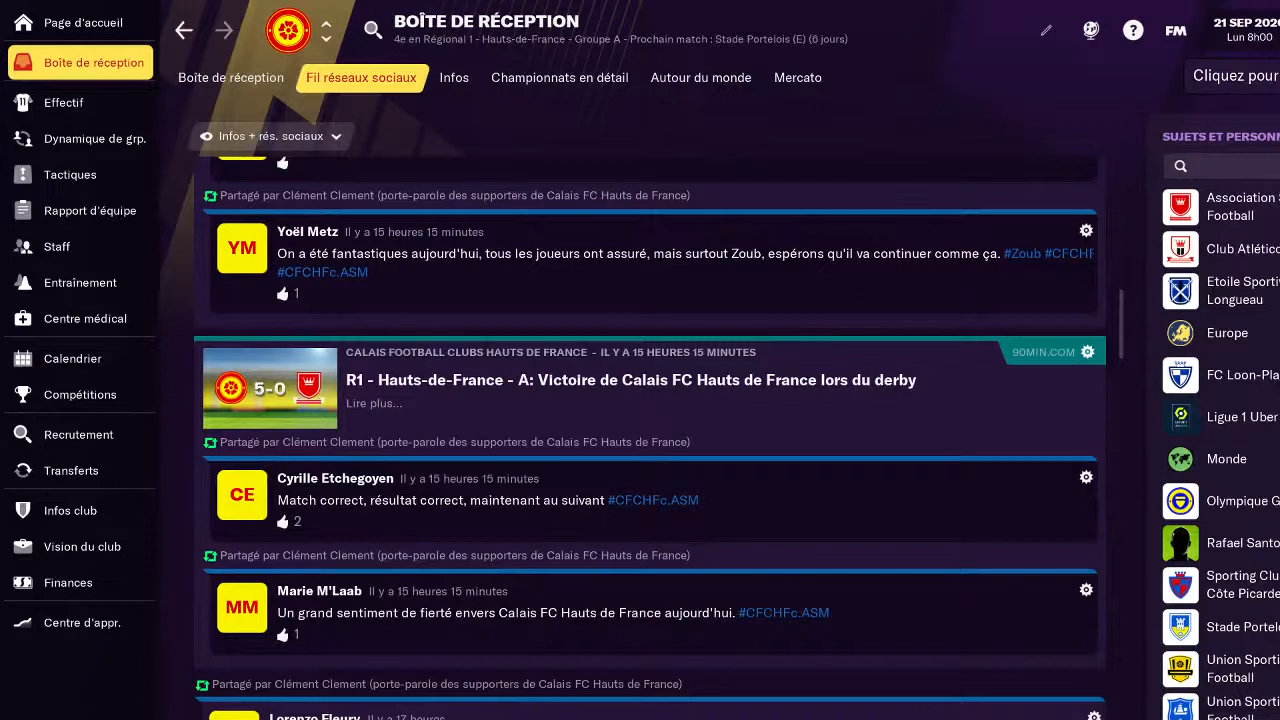 Page d'accueil
Boîte de réception
Effectif
Dynamique de grp.
Tactiques
Rapport d'équipe
Staff
Entraînement
Centre médical
Calendrier
Compétitions
Recrutement
Transferts
Infos club
Vision du club
Finances
Centre d'appr.
BOÎTE DE RÉCEPTION
4e en Régional 1 - Hauts-de-France - Groupe A - Prochain match : Stade Portelois (E) (6 jours)
FM
21 SEP 2020
Lun 8h00
Cliquez pour
Boîte de réception
Fil réseaux sociaux
Infos
Championnats en détail
Autour du monde
Mercato
Infos + rés. sociaux
Partagé par Clément Clement (porte-parole des supporters de Calais FC Hauts de France)
YM
Yoël Metz Il y a 15 heures 15 minutes
On a été fantastiques aujourd'hui, tous les joueurs ont assuré, mais surtout Zoub, espérons qu'il va continuer comme ça. #Zoub #CFCHF
#CFCHFc.ASM
1
CALAIS FOOTBALL CLUBS HAUTS DE FRANCE - IL Y A 15 HEURES 15 MINUTES
90MIN.COM
5-0
R1 - Hauts-de-France - A: Victoire de Calais FC Hauts de France lors du derby
Lire plus...
Partagé par Clément Clement (porte-parole des supporters de Calais FC Hauts de France)
CE
Cyrille Etchegoyen Il y a 15 heures 15 minutes
Match correct, résultat correct, maintenant au suivant #CFCHFc.ASM
2
Partagé par Clément Clement (porte-parole des supporters de Calais FC Hauts de France)
MM
Marie M'Laab Il y a 15 heures 15 minutes
Un grand sentiment de fierté envers Calais FC Hauts de France aujourd'hui. #CFCHFc.ASM
1
Partagé par Clément Clement (porte-parole des supporters de Calais FC Hauts de France)
Lorenzo Fleury Il y a 17 heures
SUJETS ET PERSONN
Association S
Football
Club Atlétic
Etoile Sporti
Longueau
Europe
FC Loon-Pla
Ligue 1 Uber
Monde
Olympique G
Rafael Santo
Sporting Clu
Côte Picarde
Stade Portelo
Union Sporti
Football
Union Sporti